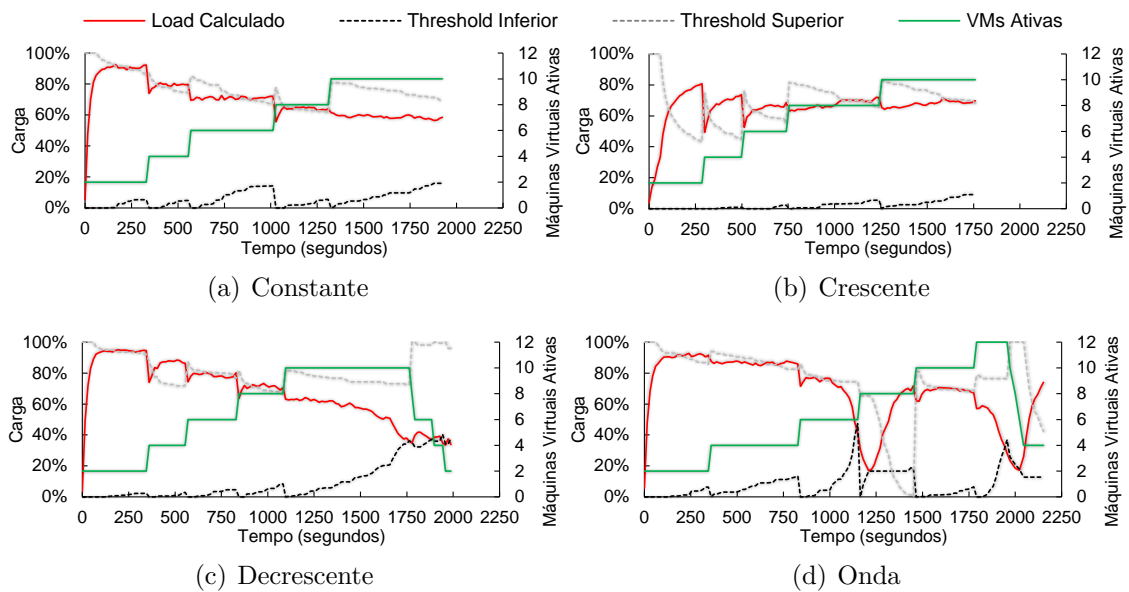 Load Calculado Threshold Inferior Threshold Superior VMs Ativas
Carga
100%
80%
60%
40%
20%
0%
12
10
8
6
4
2
0
Máquinas Virtuais Ativas
0 250 500 750 1000 1250 1500 1750 2000 2250
Tempo (segundos)
(a) Constante
Carga
100%
80%
60%
40%
20%
0%
12
10
8
6
4
2
0
Máquinas Virtuais Ativas
0 250 500 750 1000 1250 1500 1750 2000 2250
Tempo (segundos)
(b) Crescente
Carga
100%
80%
60%
40%
20%
0%
12
10
8
6
4
2
0
Máquinas Virtuais Ativas
0 250 500 750 1000 1250 1500 1750 2000 2250
Tempo (segundos)
(c) Decrescente
Carga
100%
80%
60%
40%
20%
0%
12
10
8
6
4
2
0
Máquinas Virtuais Ativas
0 250 500 750 1000 1250 1500 1750 2000 2250
Tempo (segundos)
(d) Onda